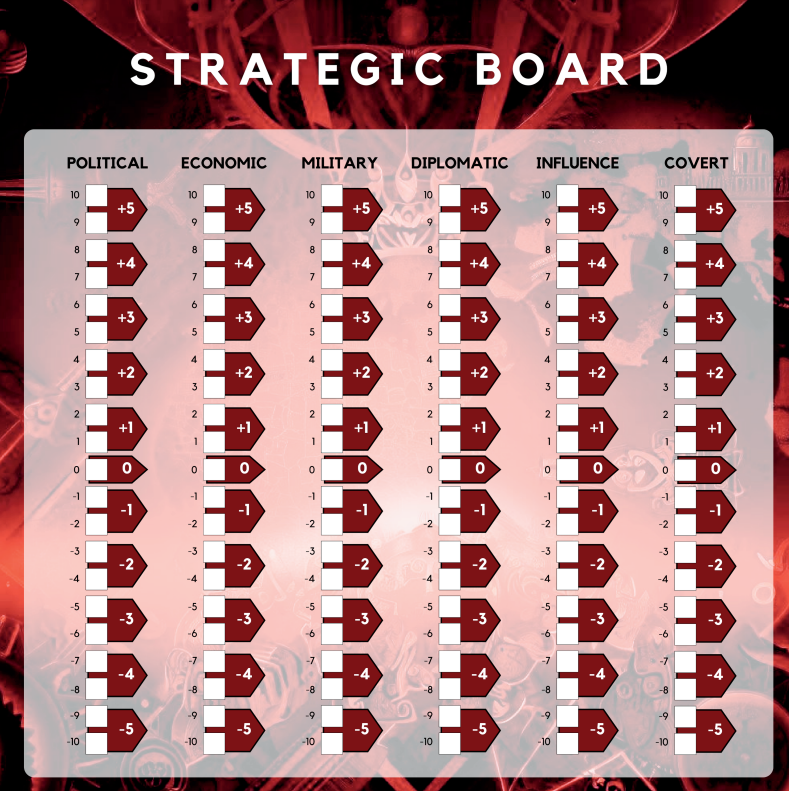 STRATEGIC BOARD
POLITICAL ECONOMIC MILITARY DIPLOMATIC INFLUENCE COVERT
10 10 10 10 10 10
+5 +5 +5 +5 +5 +5
9 9 9 9 9 9
8 8 8 8 8 8
+4 +4 +4 +4 +4 +4
7 7 7 7 7 7
6 6 6 6 6 6
+3 +3 +3 +3 +3 +3
5 5 5 5 5 5
4 4 4 4 4 4
+2 +2 +2 +2 +2 +2
3 3 3 3 3 3
2 2 2 2 2 2
+1 +1 +1 +1 +1 +1
1 1 1 1 1 1
0 0 0 0 0 0 0 0 0 0 0 0
-1 -1 -1 -1 -1 -1
-1 -1 -1 -1 -1 -1
-2 -2 -2 -2 -2 -2
-3 -3 -3 -3 -3 -3
-2 -2 -2 -2 -2 -2
-4 -4 -4 -4 -4 -4
-5 -5 -5 -5 -5 -5
-3 -3 -3 -3 -3 -3
-6 -6 -6 -6 -6 -6
-7 -7 -7 -7 -7 -7
-4 -4 -4 -4 -4 -4
-8 -8 -8 -8 -8 -8
-9 -9 -9 -9 -9 -9
-5 -5 -5 -5 -5 -5
-10 -10 -10 -10 -10 -10